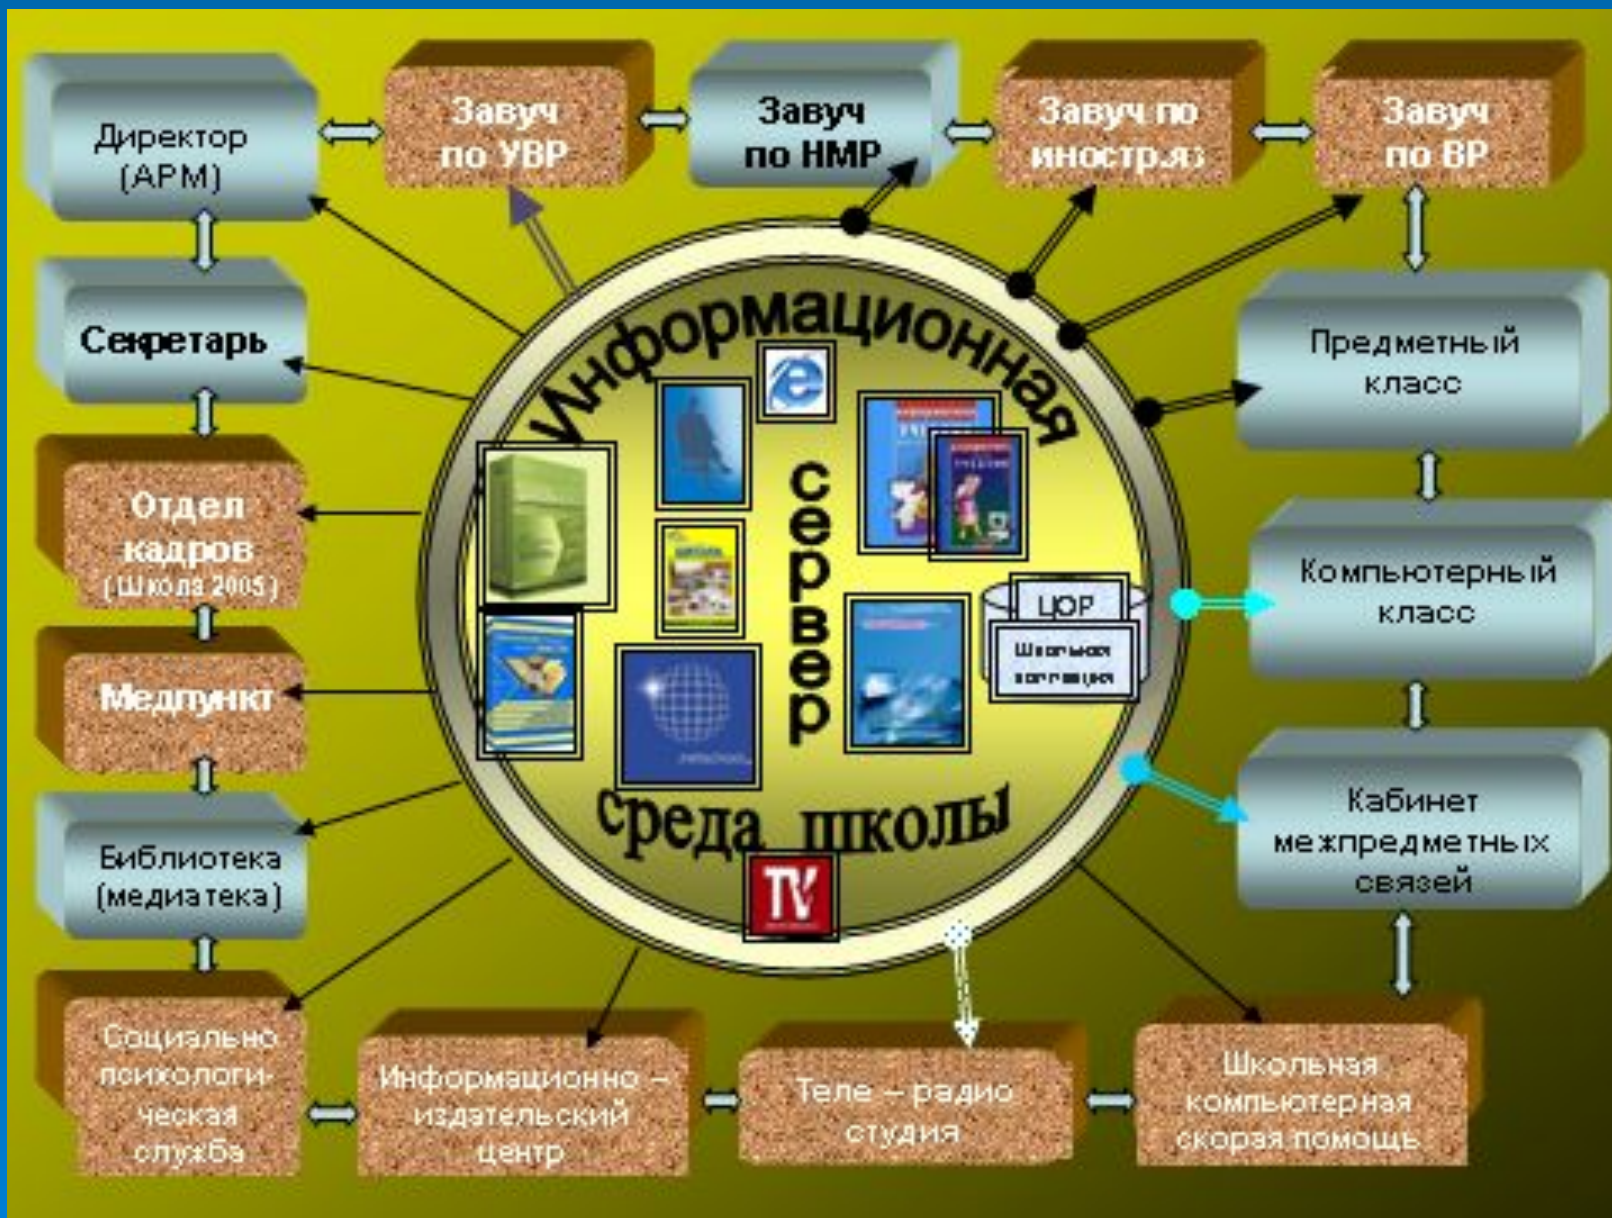 Директор
(АРМ)
Завуч
по УВР
Завуч
по НМР
Завуч по
иностр.яз
Завуч
по ВР
Секретарь
Отдел
кадров
(Школа 2005)
Медпункт
Библиотека
(медиатека)
Социально
психологи-
ческая
служба
Информационно –
издательский
центр
Теле – радио
студия
Школьная
компьютерная
скорая помощь
Предметный
класс
Компьютерный
класс
Кабинет
межпредметных
связей
Информационная
сервер
среда школы
ЦОР
Школьная
TV